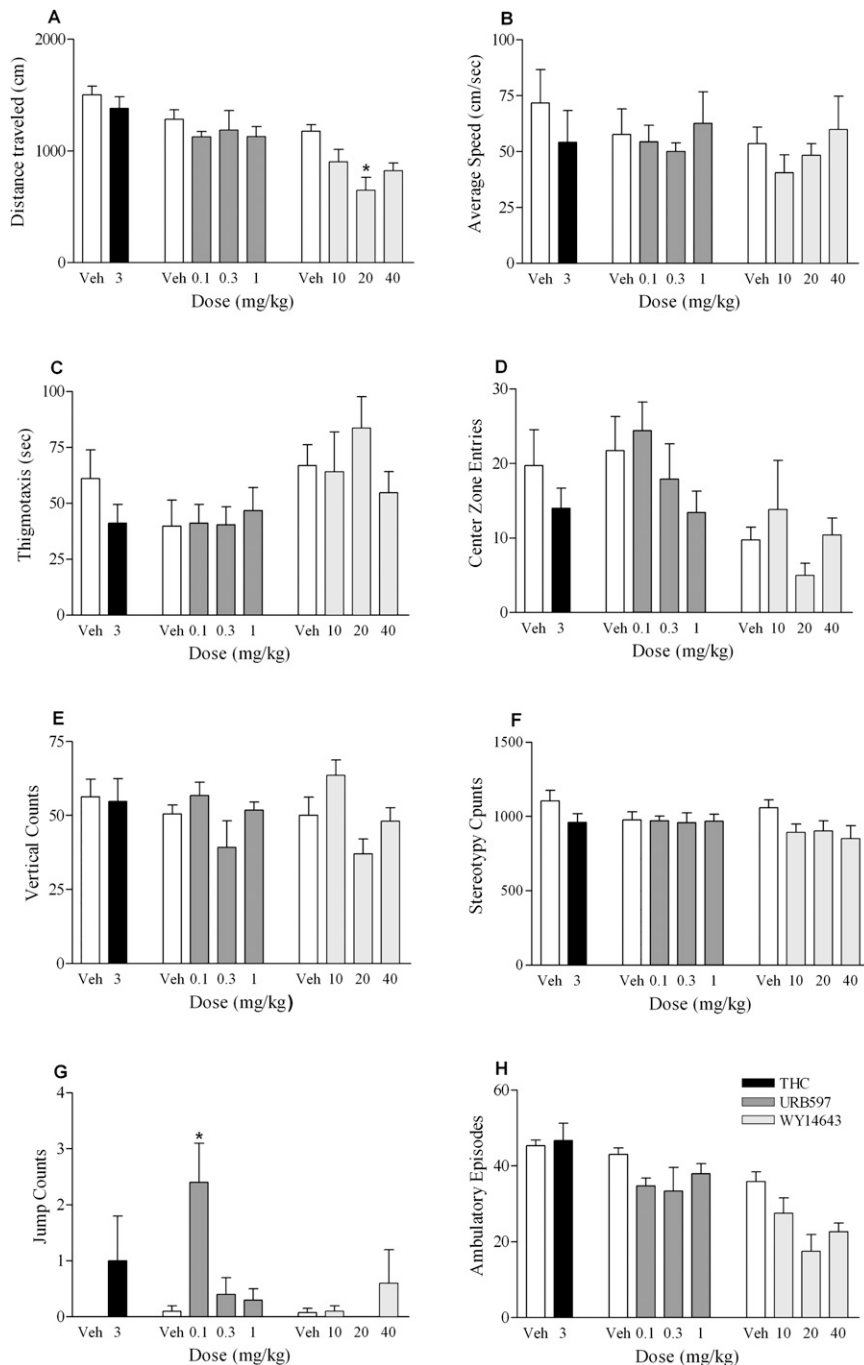 A
2000
1000
0
Distance traveled (cm)
*
Veh 3 Veh 0.1 0.3 1 Veh 10 20 40
Dose (mg/kg)
B
100
75
50
25
0
Average Speed (cm/sec)
Veh 3 Veh 0.1 0.3 1 Veh 10 20 40
Dose (mg/kg)
C
100
75
50
25
0
Thigmotaxis (sec)
Veh 3 Veh 0.1 0.3 1 Veh 10 20 40
Dose (mg/kg)
D
30
20
10
0
Center Zone Entries
Veh 3 Veh 0.1 0.3 1 Veh 10 20 40
Dose (mg/kg)
E
75
50
25
0
Vertical Counts
Veh 3 Veh 0.1 0.3 1 Veh 10 20 40
Dose (mg/kg)
F
1500
1000
500
0
Stereotypy Cpunts
Veh 3 Veh 0.1 0.3 1 Veh 10 20 40
Dose (mg/kg)
G
4
3
2
1
0
Jump Counts
*
Veh 3 Veh 0.1 0.3 1 Veh 10 20 40
Dose (mg/kg)
H
THC
URB597
WY14643
60
40
20
0
Ambulatory Episodes
Veh 3 Veh 0.1 0.3 1 Veh 10 20 40
Dose (mg/kg)